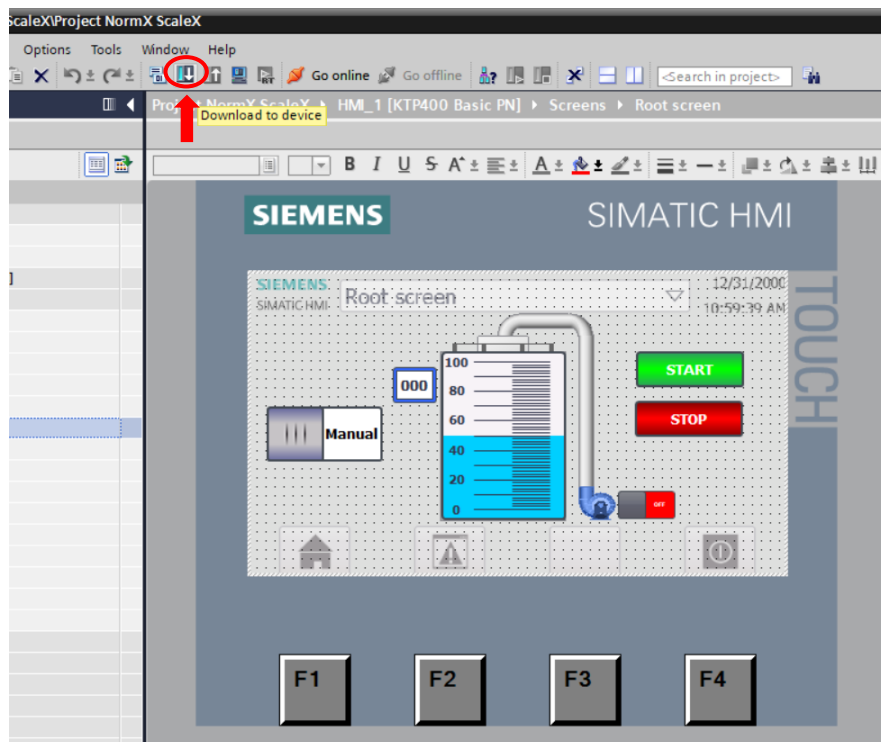 ScaleX\Project NormX ScaleX
Options Tools Window Help
RT Go online Go offline <Search in project>
HMI_1 [KTP400 Basic PN] Screens Root screen
Download to device
B I U S A A
SIEMENS SIMATIC HMI
SIEMENS
SIMATIC HMI
Root screen
12/31/2000
10:59:39 AM
TOUCH
100
80
60
40
20
0
000
Manual
START
STOP
OFF
F1 F2 F3 F4